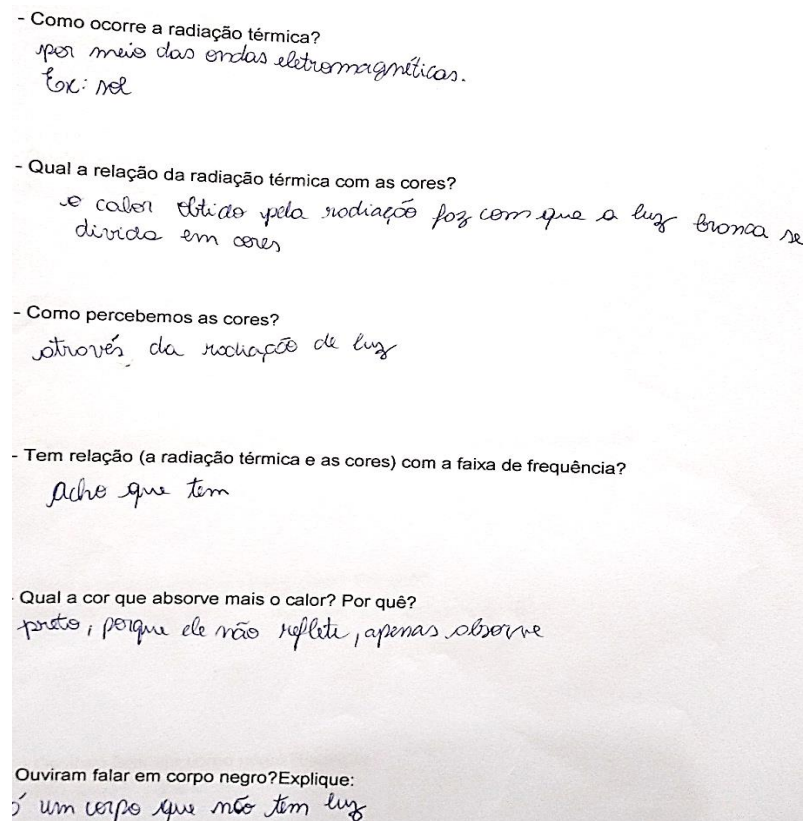 - Como ocorre a radiação térmica?
por meio das ondas eletromagnéticas.
Ex: sol
- Qual a relação da radiação térmica com as cores?
o calor obtido pela radiação faz com que a luz branca se
divida em cores
- Como percebemos as cores?
através da radiação de luz
- Tem relação (a radiação térmica e as cores) com a faixa de frequência?
acho que tem
- Qual a cor que absorve mais o calor? Por quê?
preto, porque ele não reflete, apenas absorve
Ouviram falar em corpo negro?Explique:
é um corpo que não tem luz